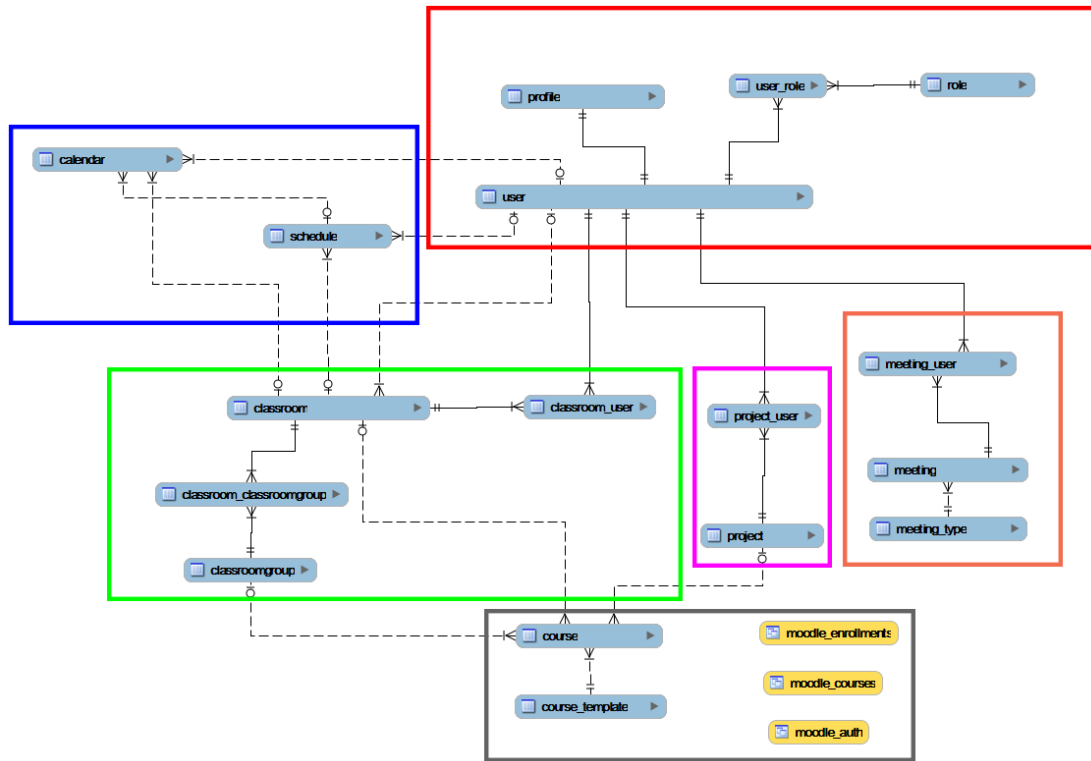 profile
user_role
role
calendar
user
schedule
meeting_user
classroom
classroom_user
project_user
meeting
classroom_classroomgroup
meeting_type
project
classroomgroup
course
moodle_enrollments
moodle_courses
course_template
moodle_auth